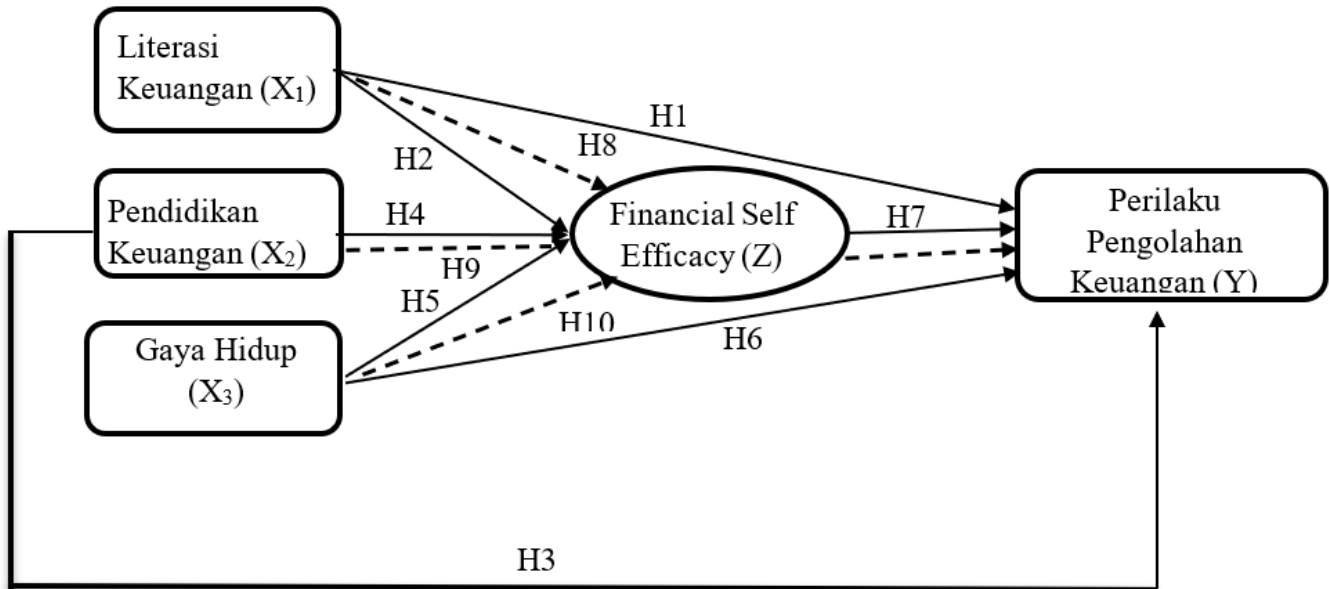 Literasi
Keuangan (X₁)
H1
H8
H2
Pendidikan
Keuangan (X₂)
H4
H9
H5
Financial Self
Efficacy (Z)
H7
Perilaku
Pengolahan
Keuangan (Y)
Gaya Hidup
(X₃)
H10
H6
H3